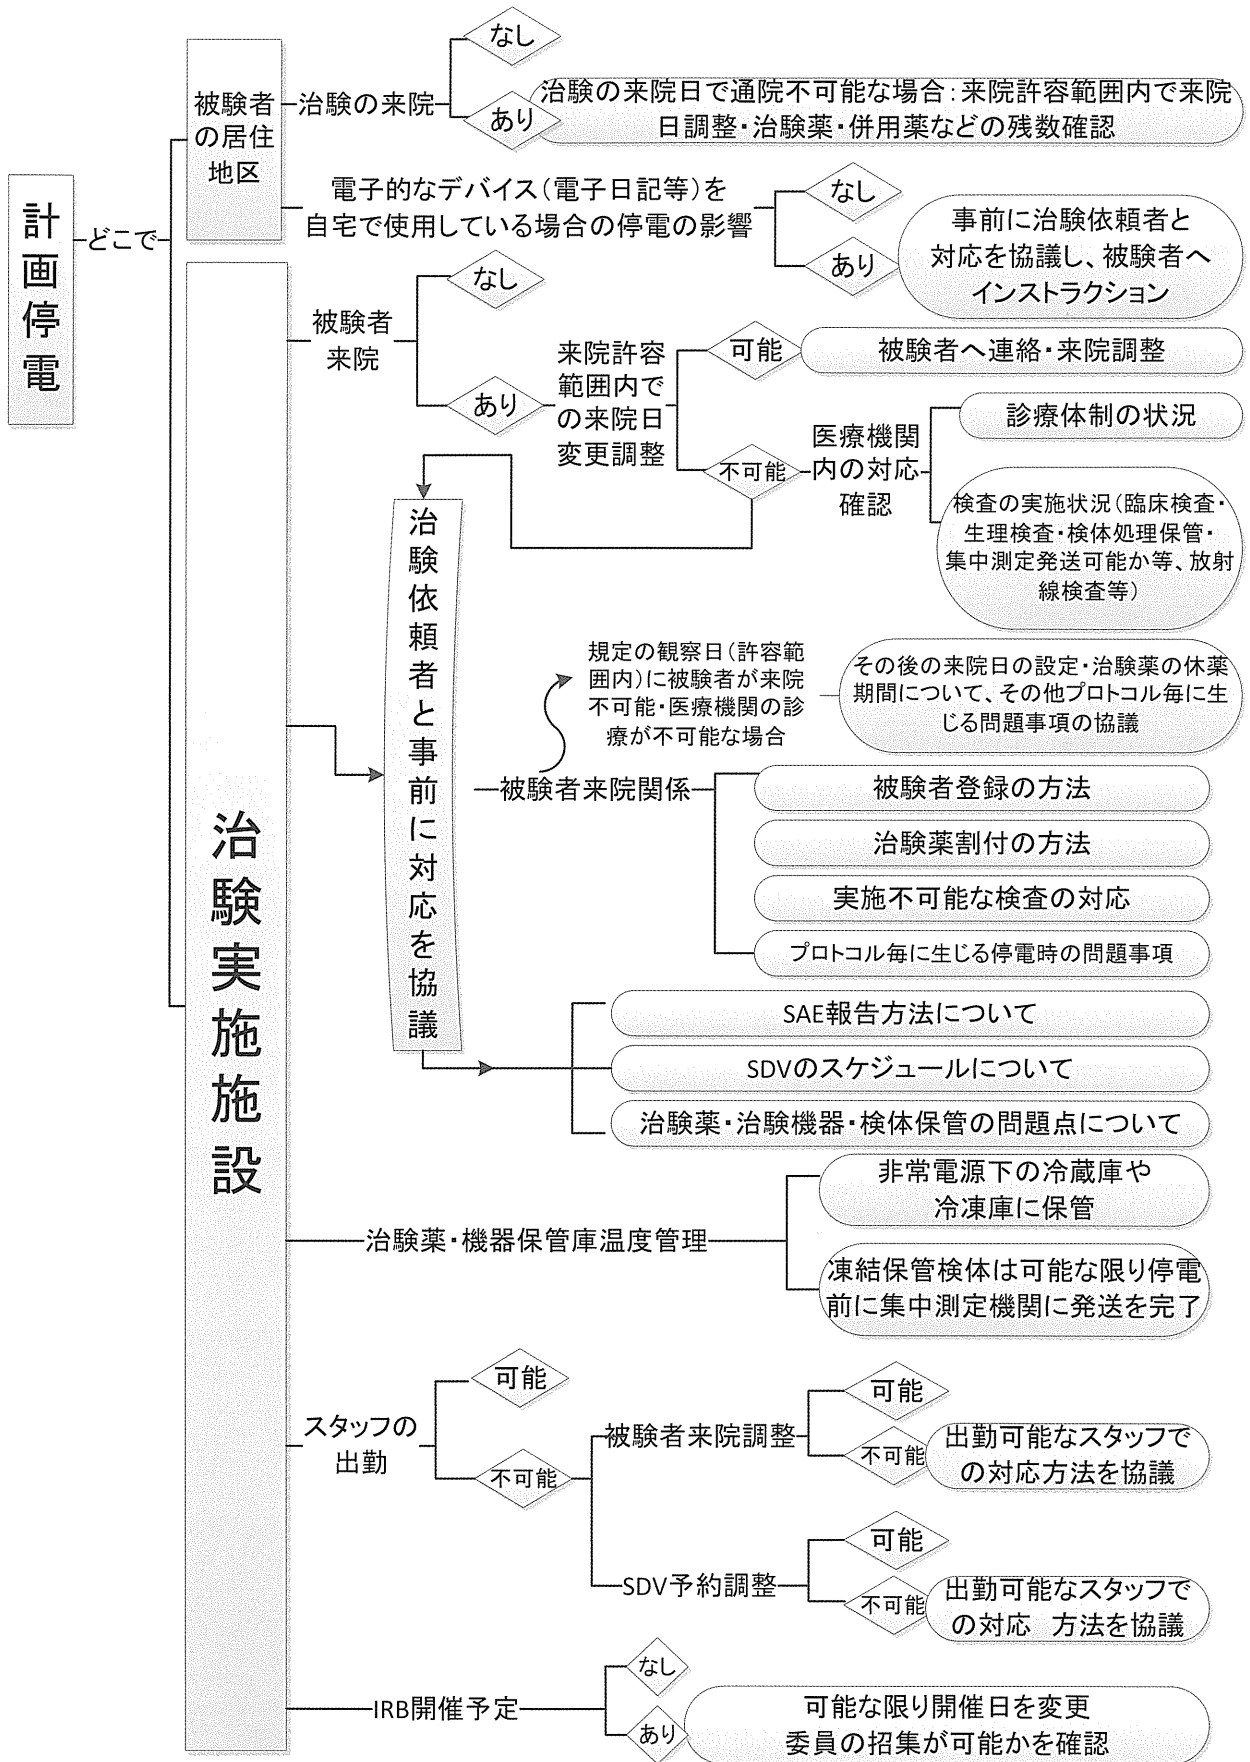 計画停電
どこで
被験者
の居住
地区
治験の来院
なし
あり
治験の来院日で通院不可能な場合：来院許容範囲内で来院
日調整・治験薬・併用薬などの残数確認
電子的なデバイス（電子日記等）を
自宅で使用している場合の停電の影響
なし
あり
事前に治験依頼者と
対応を協議し、被験者へ
インストラクション
治験実施施設
被験者
来院
なし
あり
来院許容
範囲内で
の来院日
変更調整
可能
被験者へ連絡・来院調整
不可能
医療機関
内の対応
確認
診療体制の状況
検査の実施状況（臨床検査・
生理検査・検体処理保管・
集中測定発送可能か等、放射
線検査等）
治験依頼者と事前に対応を協議
規定の観察日（許容範
囲内）に被験者が来院
不可能・医療機関の診
療が不可能な場合
その後の来院日の設定・治験薬の休薬
期間について、その他プロトコル毎に生
じる問題事項の協議
被験者来院関係
被験者登録の方法
治験薬割付の方法
実施不可能な検査の対応
プロトコル毎に生じる停電時の問題事項
SAE報告方法について
SDVのスケジュールについて
治験薬・治験機器・検体保管の問題点について
治験薬・機器保管庫温度管理
非常電源下の冷蔵庫や
冷凍庫に保管
凍結保管検体は可能な限り停電
前に集中測定機関に発送を完了
スタッフの
出勤
可能
不可能
被験者来院調整
可能
不可能
出勤可能なスタッフで
の対応方法を協議
SDV予約調整
可能
不可能
出勤可能なスタッフで
の対応　方法を協議
IRB開催予定
なし
あり
可能な限り開催日を変更
委員の招集が可能かを確認